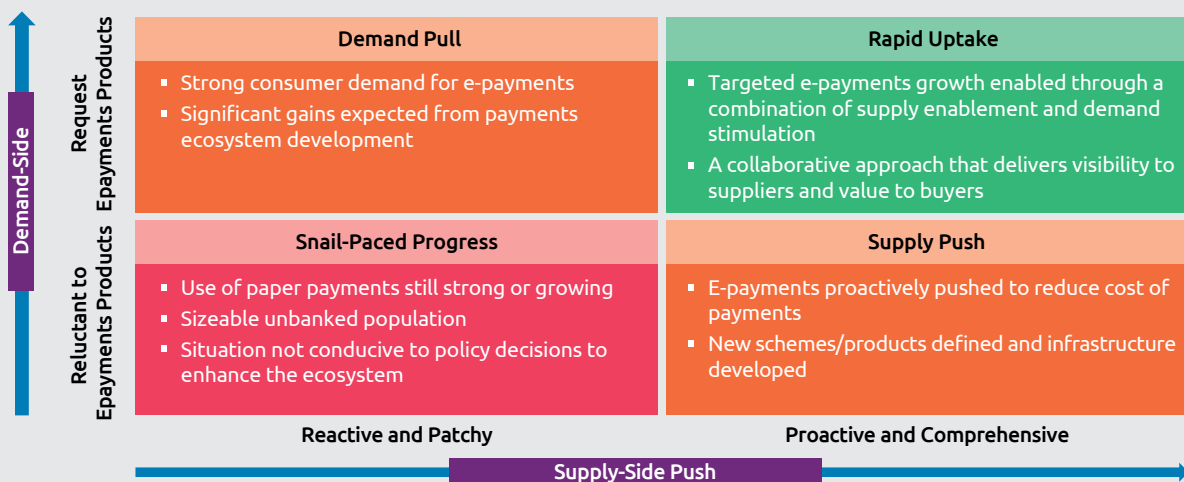 Demand-Side
Request
Epayments Products
Demand Pull
▪ Strong consumer demand for e-payments
▪ Significant gains expected from payments
ecosystem development
Rapid Uptake
▪ Targeted e-payments growth enabled through a
combination of supply enablement and demand
stimulation
▪ A collaborative approach that delivers visibility to
suppliers and value to buyers
Reluctant to
Epayments Products
Snail-Paced Progress
▪ Use of paper payments still strong or growing
▪ Sizeable unbanked population
▪ Situation not conducive to policy decisions to
enhance the ecosystem
Supply Push
▪ E-payments proactively pushed to reduce cost of
payments
▪ New schemes/products defined and infrastructure
developed
Reactive and Patchy
Proactive and Comprehensive
Supply-Side Push